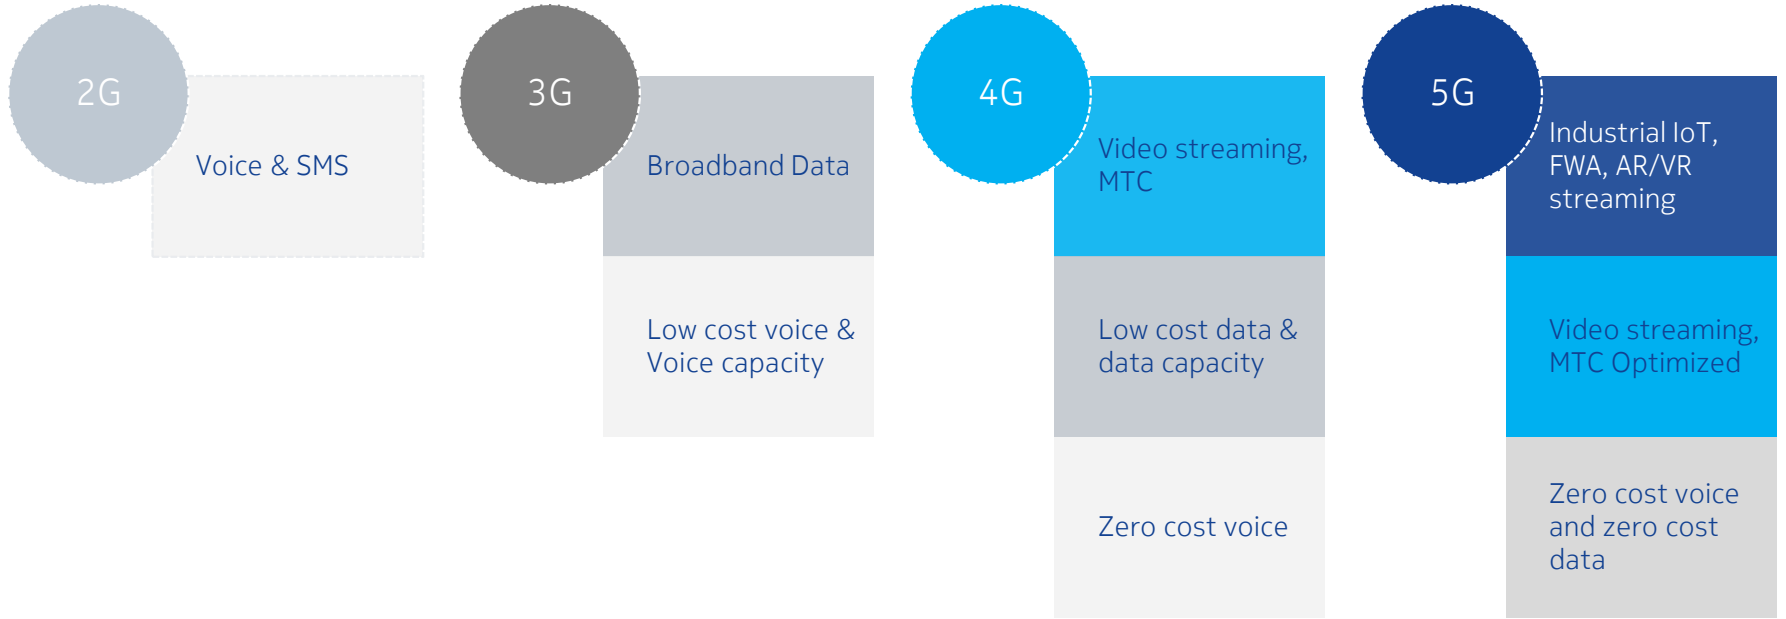 2G
Voice & SMS
3G
Broadband Data
Low cost voice &
Voice capacity
4G
Video streaming,
MTC
Low cost data &
data capacity
Zero cost voice
5G
Industrial IoT,
FWA, AR/VR
streaming
Video streaming,
MTC Optimized
Zero cost voice
and zero cost
data